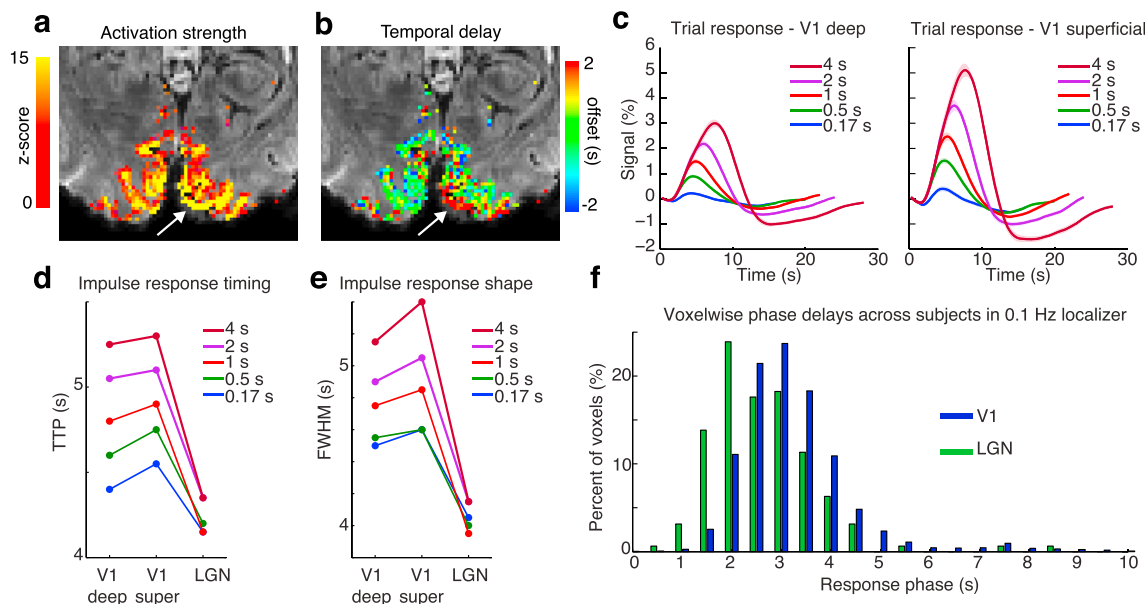 a
Activation strength
15
z-score
0
b
Temporal delay
2
offset (s)
-2
c
Trial response - V1 deep
Trial response - V1 superficial
6
5
4
3
2
1
0
−1
−2
Signal (%)
4 s
2 s
1 s
0.5 s
0.17 s
4 s
2 s
1 s
0.5 s
0.17 s
0 10 20 30
Time (s)
0 10 20 30
Time (s)
d
Impulse response timing
4 s
2 s
1 s
0.5 s
0.17 s
TTP (s)
5
4
V1 deep
V1 super
LGN
e
Impulse response shape
4 s
2 s
1 s
0.5 s
0.17 s
FWHM (s)
5
4
V1 deep
V1 super
LGN
f
Voxelwise phase delays across subjects in 0.1 Hz localizer
Percent of voxels (%)
20
10
0
V1
LGN
0 1 2 3 4 5 6 7 8 9 10
Response phase (s)